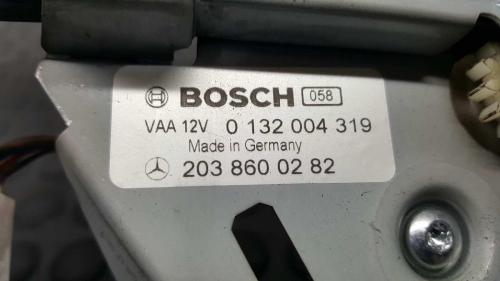 BOSCH 058
VAA 12V 0 132 004 319
Made in Germany
203 860 02 82